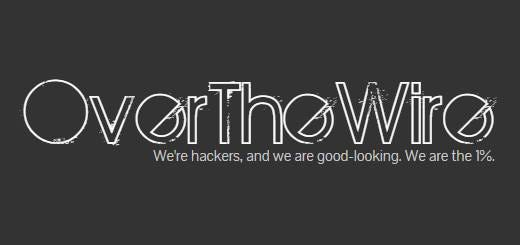 OverTheWire
We're hackers, and we are good-looking. We are the 1%.